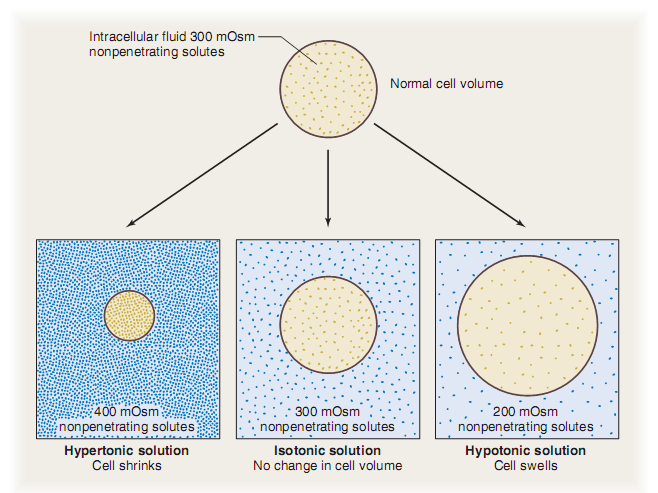 Intracellular fluid 300 mOsm
nonpenetrating solutes
Normal cell volume
400 mOsm
nonpenetrating solutes
Hypertonic solution
Cell shrinks
300 mOsm
nonpenetrating solutes
Isotonic solution
No change in cell volume
200 mOsm
nonpenetrating solutes
Hypotonic solution
Cell swells